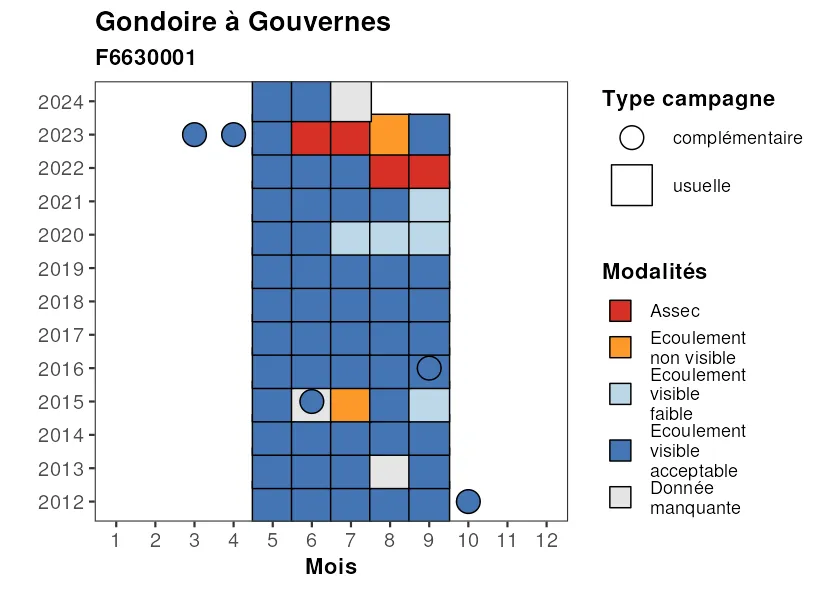 Gondoire à Gouvernes
F6630001
2024
2023
2022
2021
2020
2019
2018
2017
2016
2015
2014
2013
2012
1 2 3 4 5 6 7 8 9 10 11 12
Mois
Type campagne
complémentaire
usuelle
Modalités
Assec
Ecoulement
non visible
Ecoulement
visible
faible
Ecoulement
visible
acceptable
Donnée
manquante